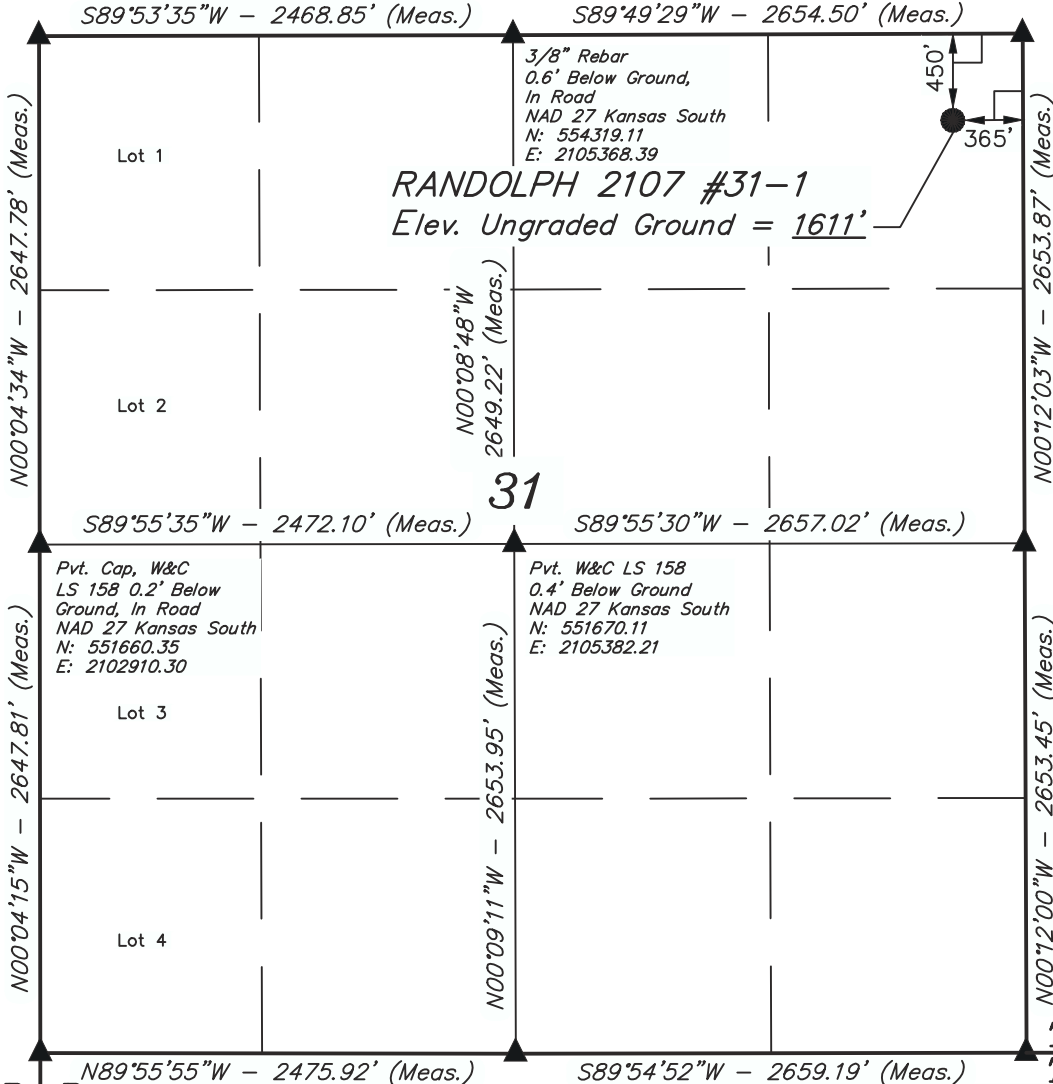 S89°53'35"W - 2468.85' (Meas.)
S89°49'29"W - 2654.50' (Meas.)
3/8" Rebar
0.6' Below Ground,
In Road
NAD 27 Kansas South
N: 554319.11
E: 2105368.39
450'
365'
Lot 1
RANDOLPH 2107 #31-1
Elev. Ungraded Ground = 1611'
N00°04'34"W - 2647.78' (Meas.)
N00°08'48"W
2649.22' (Meas.)
N00°12'03"W - 2653.87' (Meas.)
Lot 2
31
S89°55'35"W - 2472.10' (Meas.)
S89°55'30"W - 2657.02' (Meas.)
Pvt. Cap, W&C
LS 158 0.2' Below
Ground, In Road
NAD 27 Kansas South
N: 551660.35
E: 2102910.30
Pvt. W&C LS 158
0.4' Below Ground
NAD 27 Kansas South
N: 551670.11
E: 2105382.21
Lot 3
N00°04'15"W - 2647.81' (Meas.)
N00°09'11"W - 2653.95' (Meas.)
N00°12'00"W - 2653.45' (Meas.)
Lot 4
N89°55'55"W - 2475.92' (Meas.)
S89°54'52"W - 2659.19' (Meas.)